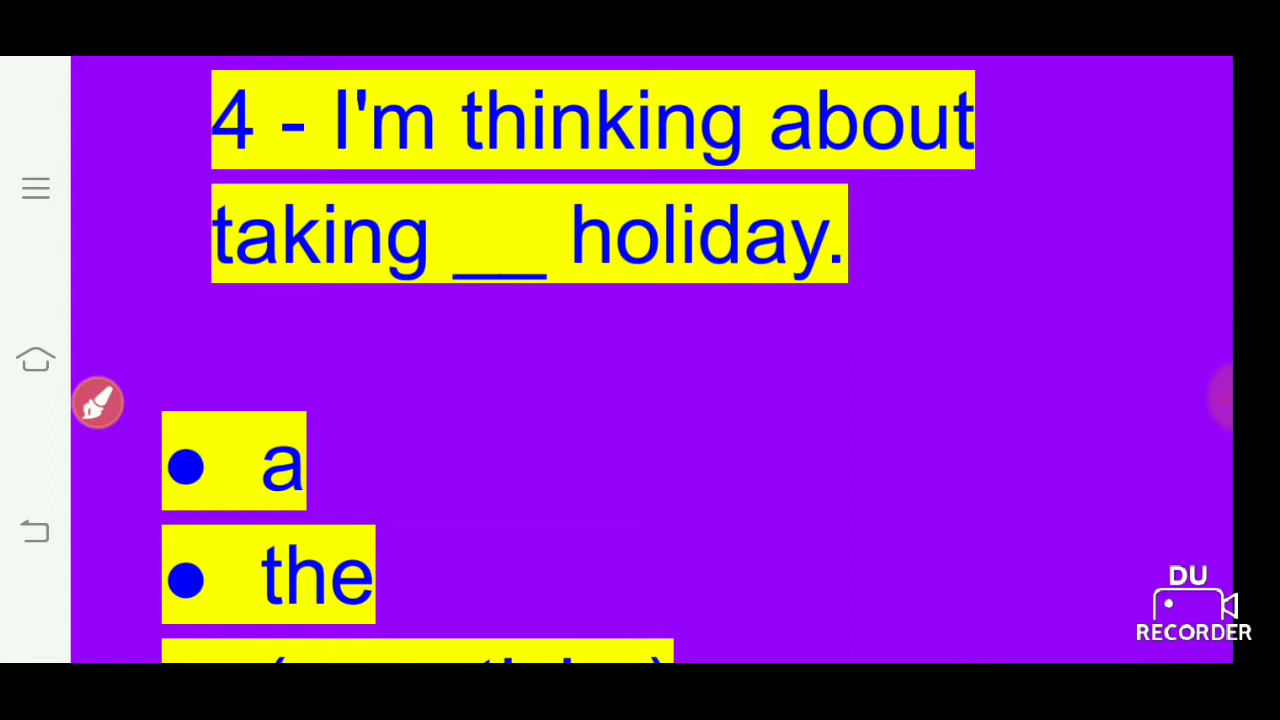 4 - I'm thinking about
taking __ holiday.
● a
● the
DU
RECORDER